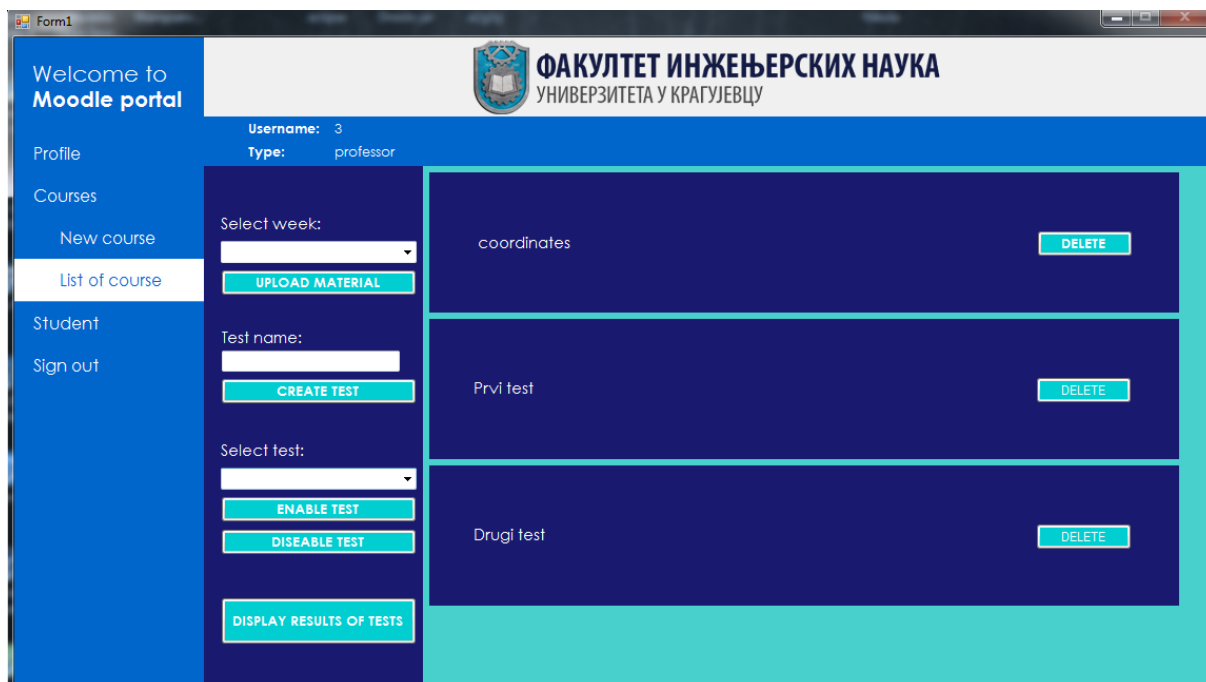 Form1
Welcome to
Moodle portal
ФАКУЛТЕТ ИНЖЕЊЕРСКИХ НАУКА
УНИВЕРЗИТЕТА У КРАГУЈЕВЦУ
Username: 3
Type: professor
Profile
Courses
New course
List of course
Student
Sign out
Select week:
UPLOAD MATERIAL
Test name:
CREATE TEST
Select test:
ENABLE TEST
DISEABLE TEST
DISPLAY RESULTS OF TESTS
coordinates
DELETE
Prvi test
DELETE
Drugi test
DELETE